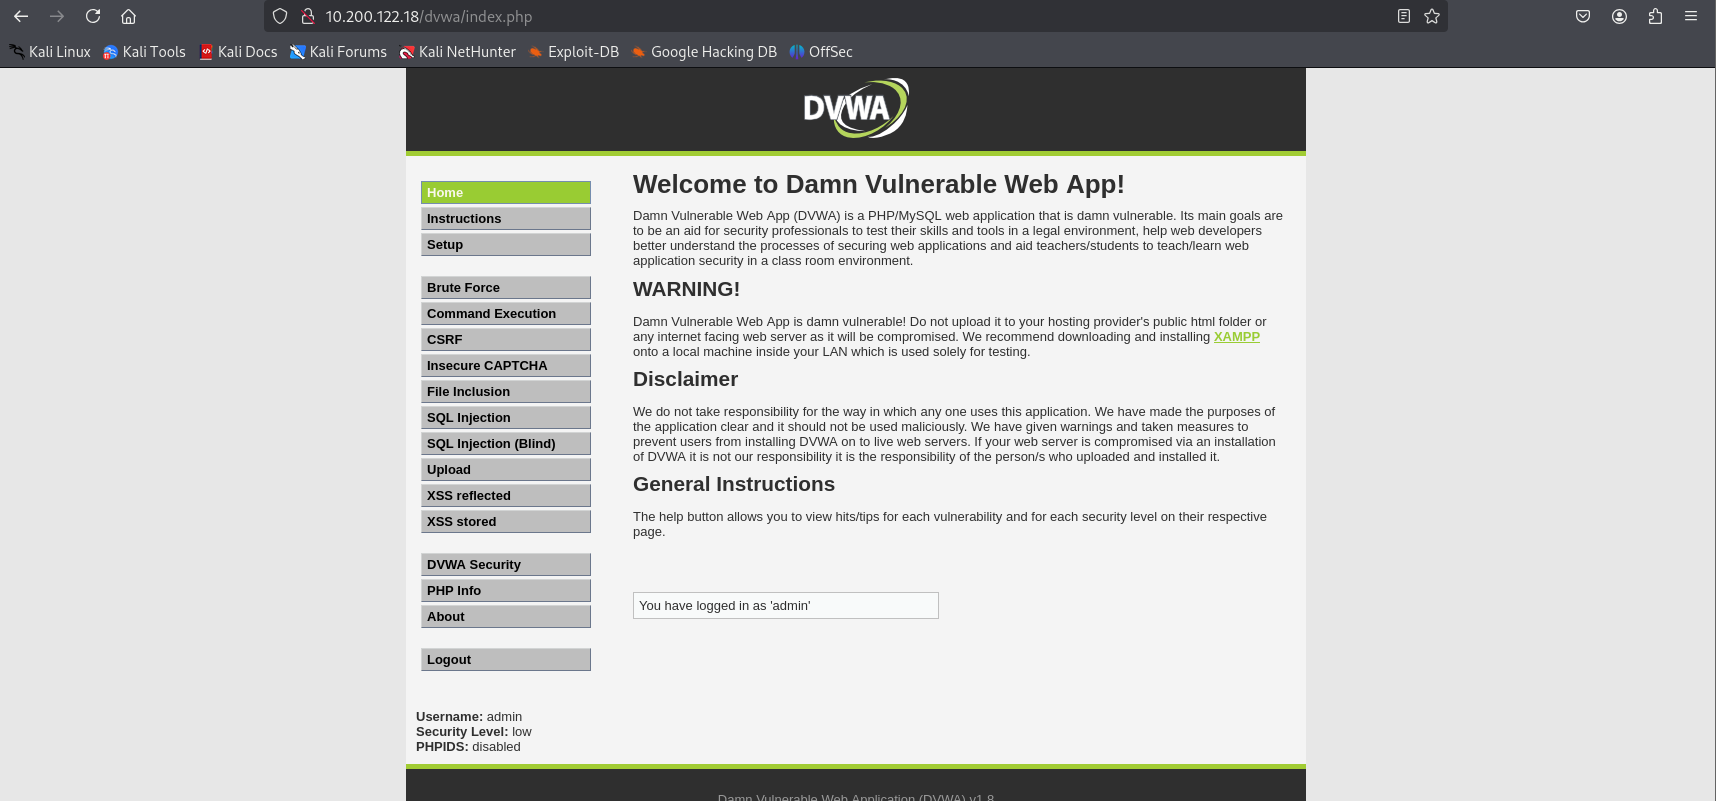 10.200.122.18/dvwa/index.php
Kali Linux Kali Tools Kali Docs Kali Forums Kali NetHunter Exploit-DB Google Hacking DB OffSec
DVWA
Home
Instructions
Setup
Brute Force
Command Execution
CSRF
Insecure CAPTCHA
File Inclusion
SQL Injection
SQL Injection (Blind)
Upload
XSS reflected
XSS stored
DVWA Security
PHP Info
About
Logout
Welcome to Damn Vulnerable Web App!
Damn Vulnerable Web App (DVWA) is a PHP/MySQL web application that is damn vulnerable. Its main goals are
to be an aid for security professionals to test their skills and tools in a legal environment, help web developers
better understand the processes of securing web applications and aid teachers/students to teach/learn web
application security in a class room environment.
WARNING!
Damn Vulnerable Web App is damn vulnerable! Do not upload it to your hosting provider's public html folder or
any internet facing web server as it will be compromised. We recommend downloading and installing XAMPP
onto a local machine inside your LAN which is used solely for testing.
Disclaimer
We do not take responsibility for the way in which any one uses this application. We have made the purposes of
the application clear and it should not be used maliciously. We have given warnings and taken measures to
prevent users from installing DVWA on to live web servers. If your web server is compromised via an installation
of DVWA it is not our responsibility it is the responsibility of the person/s who uploaded and installed it.
General Instructions
The help button allows you to view hits/tips for each vulnerability and for each security level on their respective
page.
You have logged in as 'admin'
Username: admin
Security Level: low
PHPIDS: disabled
Damn Vulnerable Web Application (DVWA) v1.8